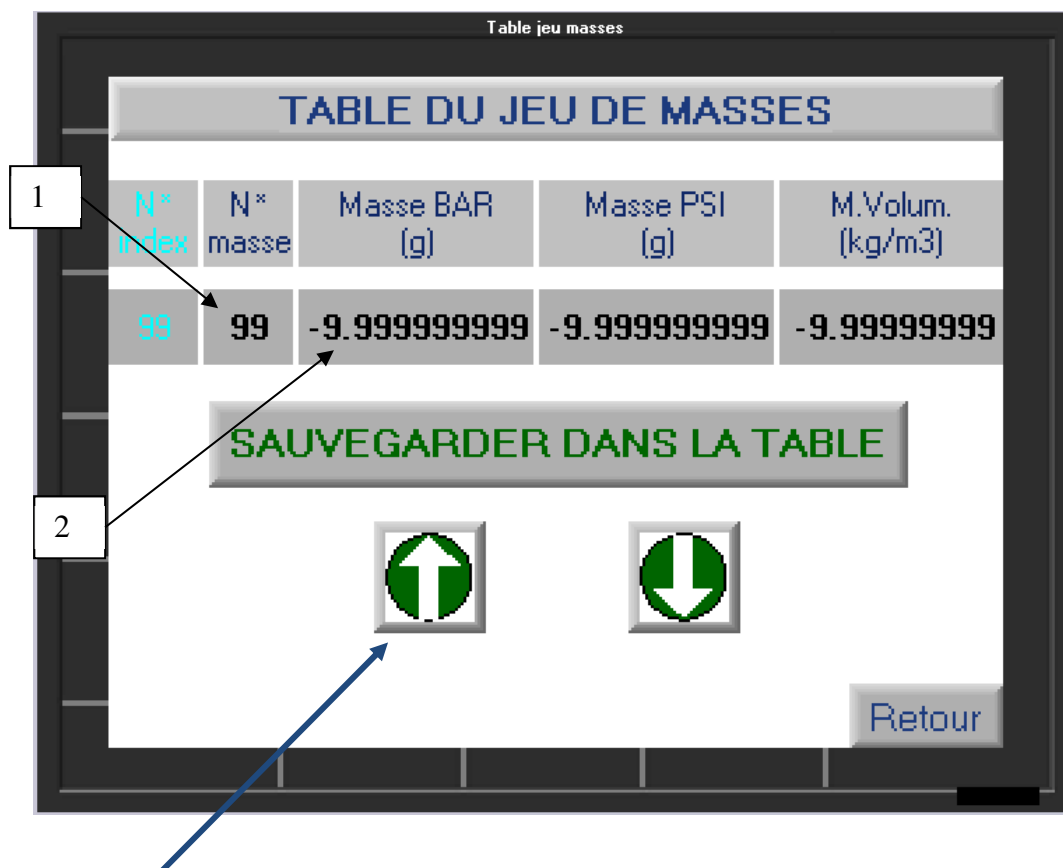 Table jeu masses
TABLE DU JEU DE MASSES
1
N° index
N° masse
Masse BAR (g)
Masse PSI (g)
M.Volum. (kg/m3)
99
99
-9.999999999
-9.999999999
-9.99999999
SAUVEGARDER DANS LA TABLE
2
Retour